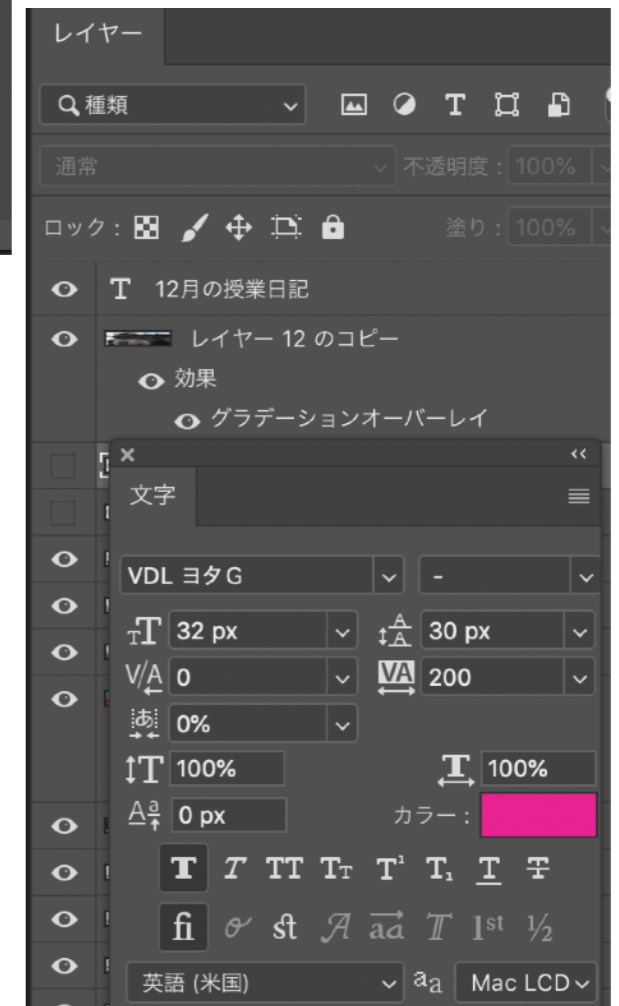 レイヤー
種類
通常 不透明度： 100%
ロック： 塗り： 100%
T 12月の授業日記
レイヤー 12 のコピー
効果
グラデーションオーバーレイ
文字
VDL ヨタG -
32 px 30 px
V/A 0 VA 200
あ 0%
100% 100%
0 px カラー：
T T TT Tт T¹ T₁ T T
fi st A aa T 1st ½
英語 (米国) aa Mac LCD